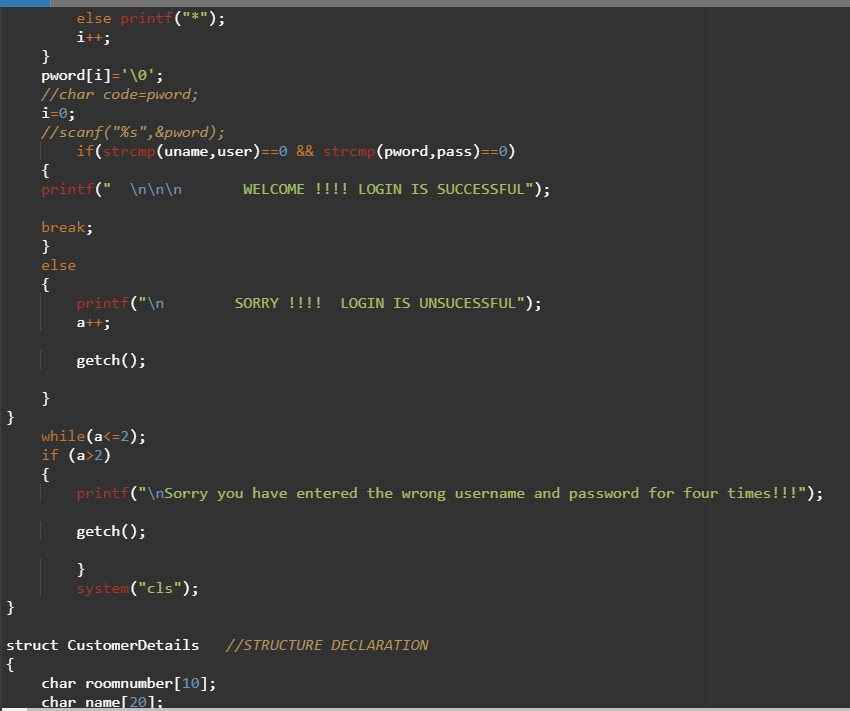 else printf("*");
i++;
}
pword[i]='\0';
//char code=pword;
i=0;
//scanf("%s",&pword);
if(strcmp(uname,user)==0 && strcmp(pword,pass)==0)
{
printf("  \n\n\n       WELCOME !!!! LOGIN IS SUCCESSFUL");
break;
}
else
{
printf("\n        SORRY !!!!  LOGIN IS UNSUCESSFUL");
a++;
getch();
}
}
while(a<=2);
if (a>2)
{
printf("\nSorry you have entered the wrong username and password for four times!!!");
getch();
}
system("cls");
}
struct CustomerDetails   //STRUCTURE DECLARATION
{
char roomnumber[10];
char name[20];